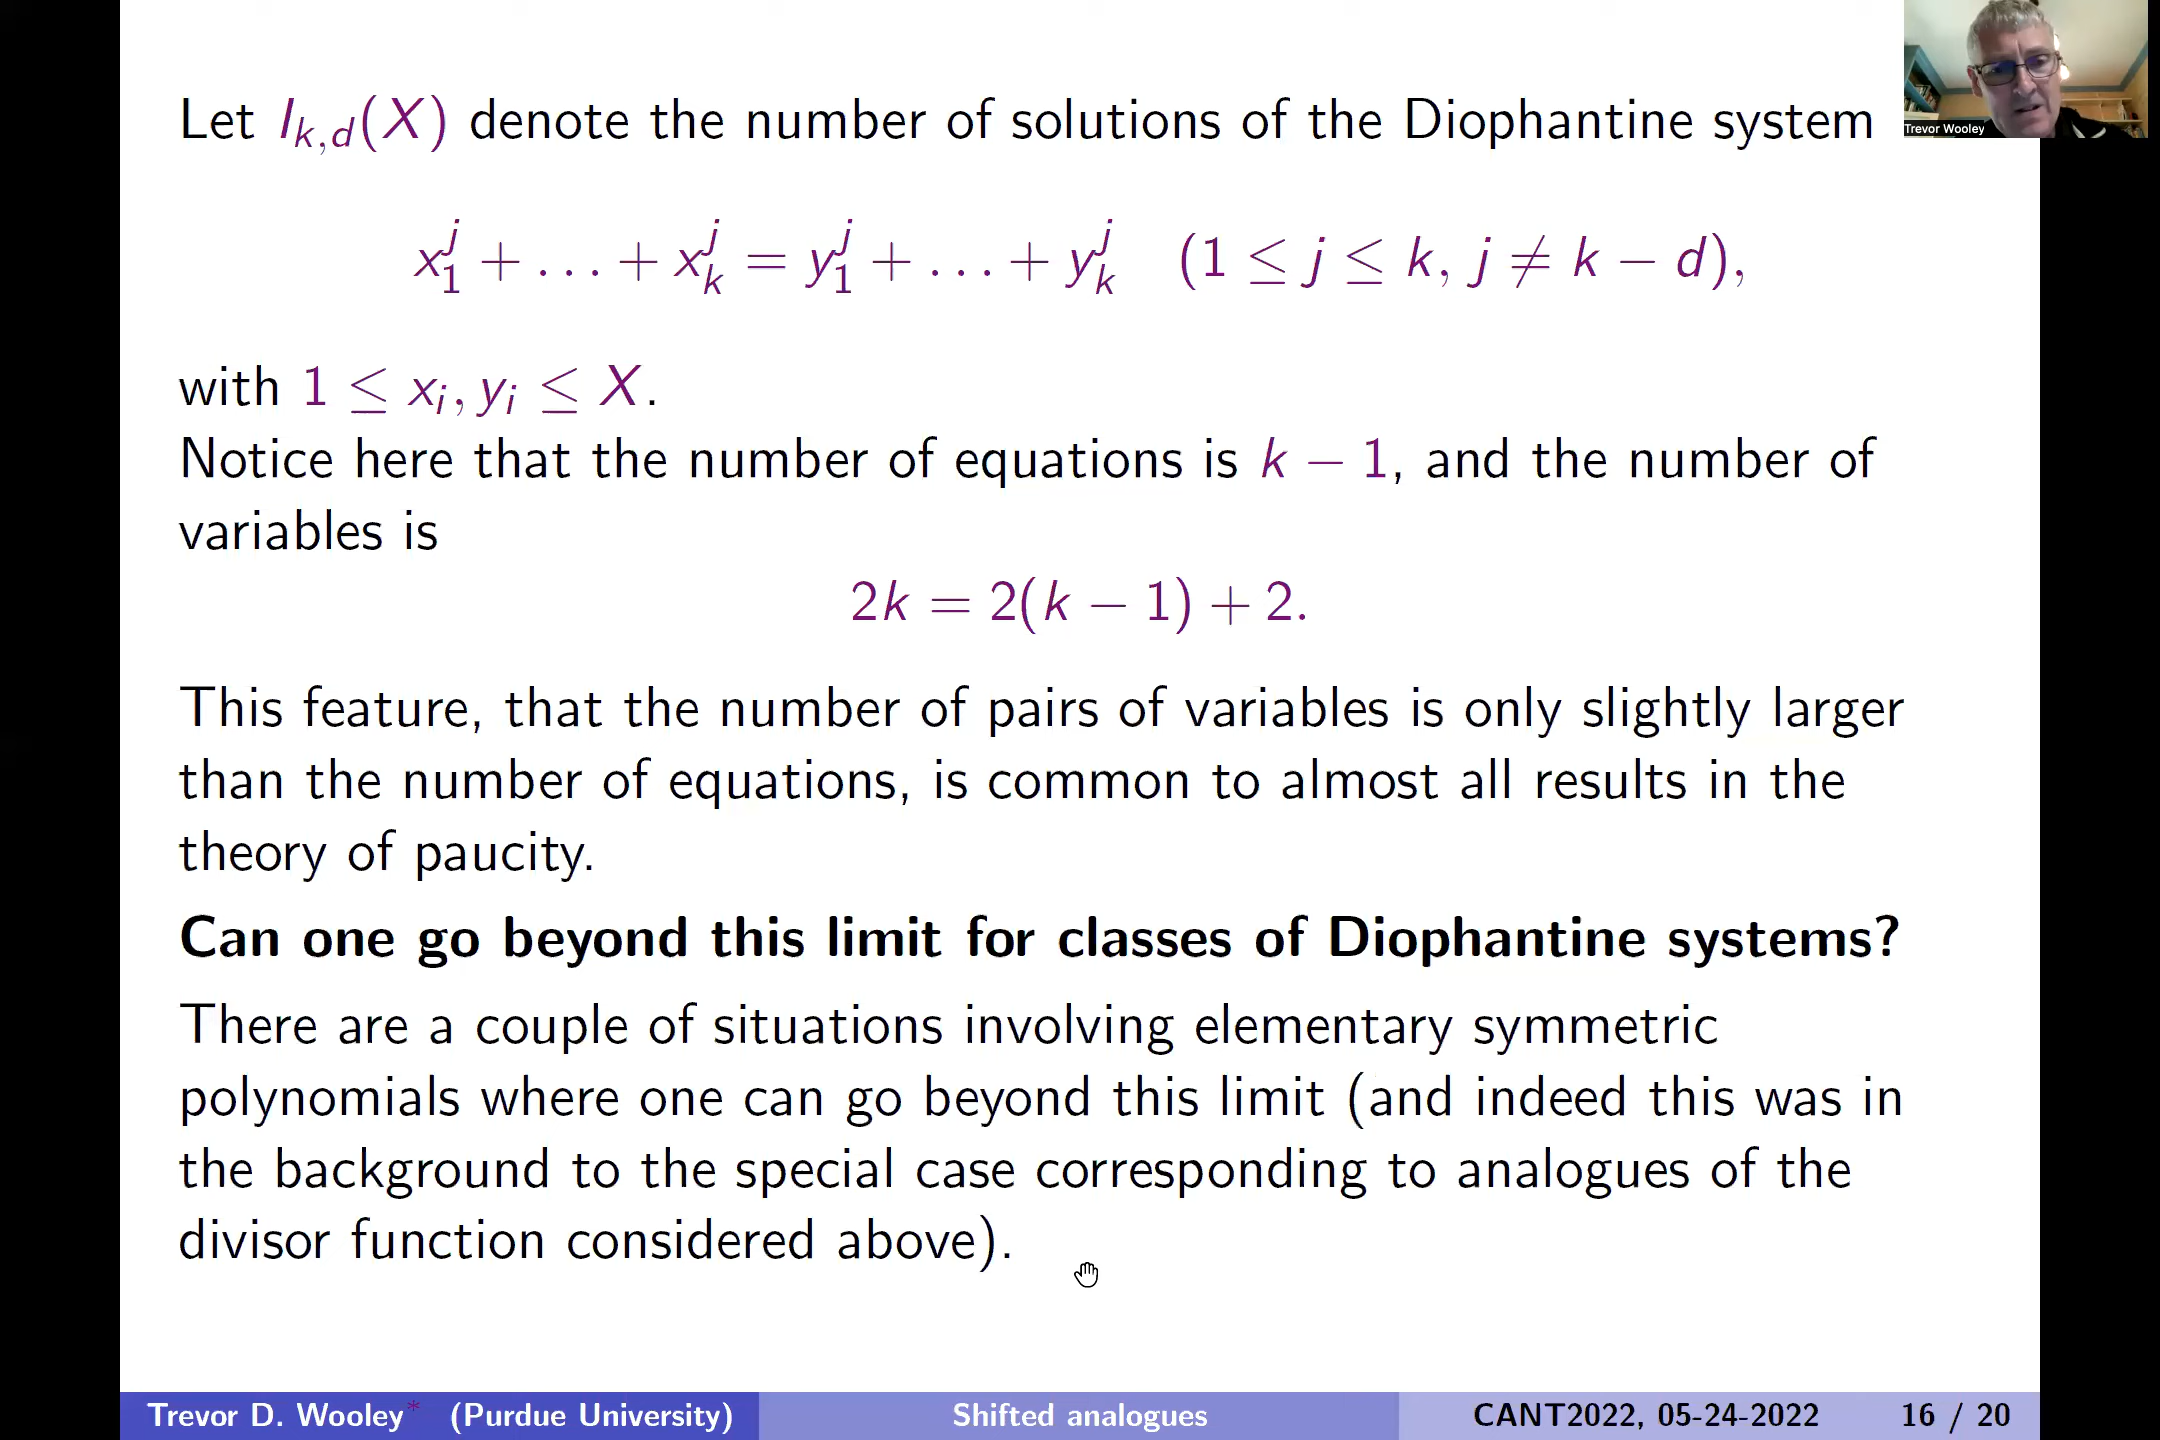 Let I_{k,d}(X) denote the number of solutions of the Diophantine system
Trevor Wooley
x_1^j + . . . + x_k^j = y_1^j + . . . + y_k^j (1 ≤ j ≤ k, j ≠ k − d),
with 1 ≤ x_i, y_i ≤ X.
Notice here that the number of equations is k − 1, and the number of
variables is
2k = 2(k − 1) + 2.
This feature, that the number of pairs of variables is only slightly larger
than the number of equations, is common to almost all results in the
theory of paucity.
Can one go beyond this limit for classes of Diophantine systems?
There are a couple of situations involving elementary symmetric
polynomials where one can go beyond this limit (and indeed this was in
the background to the special case corresponding to analogues of the
divisor function considered above).
Trevor D. Wooley* (Purdue University) Shifted analogues CANT2022, 05-24-2022 16 / 20